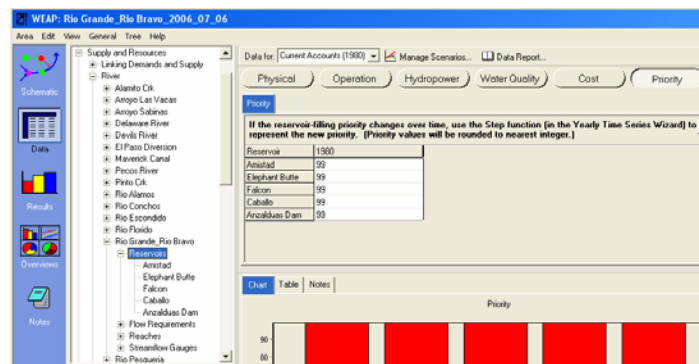 WEAP: Rio Grande_Rio Bravo_2006_07_06
Area Edit View General Tree Help
Schematic
Data
Results
Overviews
Notes
Supply and Resources
Linking Demands and Supply
River
Alamito Crk
Arroyo Las Vacas
Arroyo Sabinas
Delaware River
Devils River
El Paso Diversion
Maverick Canal
Pecos River
Pinto Crk
Rio Alamos
Rio Conchos
Rio Escondido
Rio Florido
Rio Grande_Rio Bravo
Reservoirs
Amistad
Elephant Butte
Falcon
Caballo
Anzalduas Dam
Flow Requirements
Reaches
Streamflow Gauges
Rio Pesqueria
Data for: Current Accounts (1980) Manage Scenarios... Data Report...
Physical Operation Hydropower Water Quality Cost Priority
Priority
If the reservoir-filling priority changes over time, use the Step function (in the Yearly Time Series Wizard) to
represent the new priority. (Priority values will be rounded to nearest integer.)
Reservoir 1980
Amistad 99
Elephant Butte 99
Falcon 99
Caballo 99
Anzalduas Dam 99
Chart Table Notes
Priority
90
80